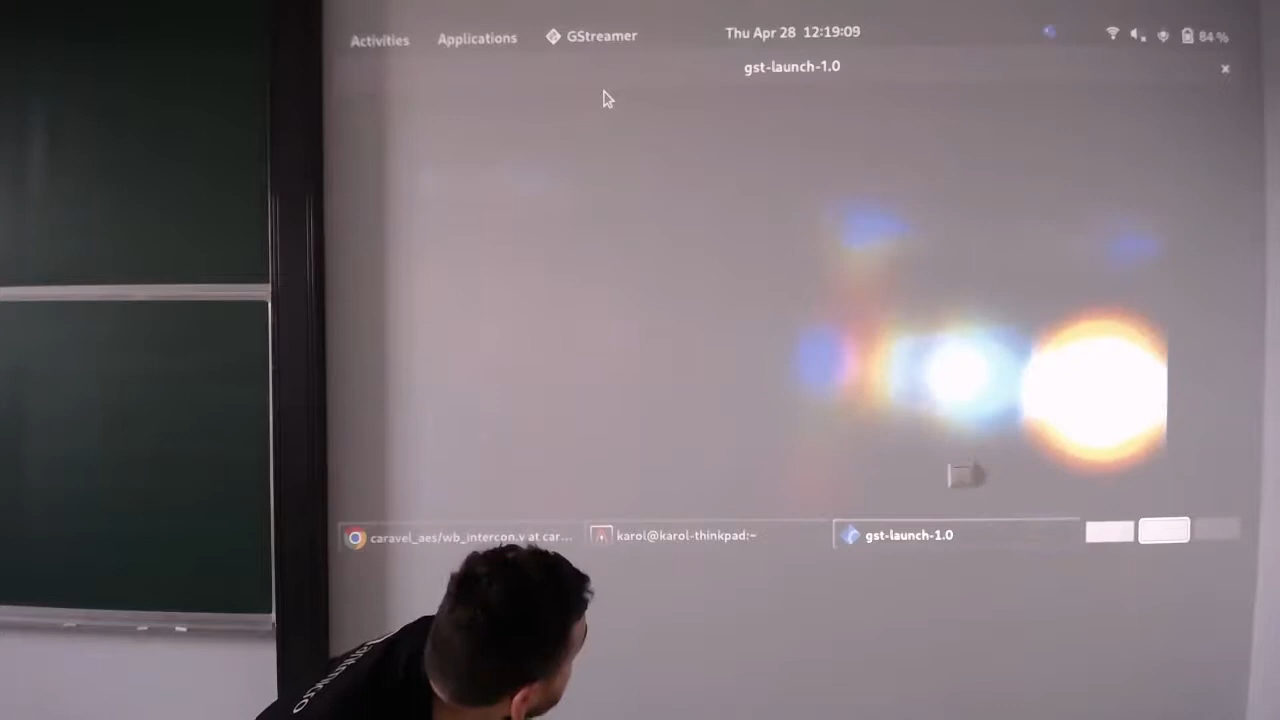 Activities Applications GStreamer Thu Apr 28 12:19:09 84 %
gst-launch-1.0
caravel_aes/wb_intercon.v at car... karol@karol-thinkpad:~ gst-launch-1.0
antmicro